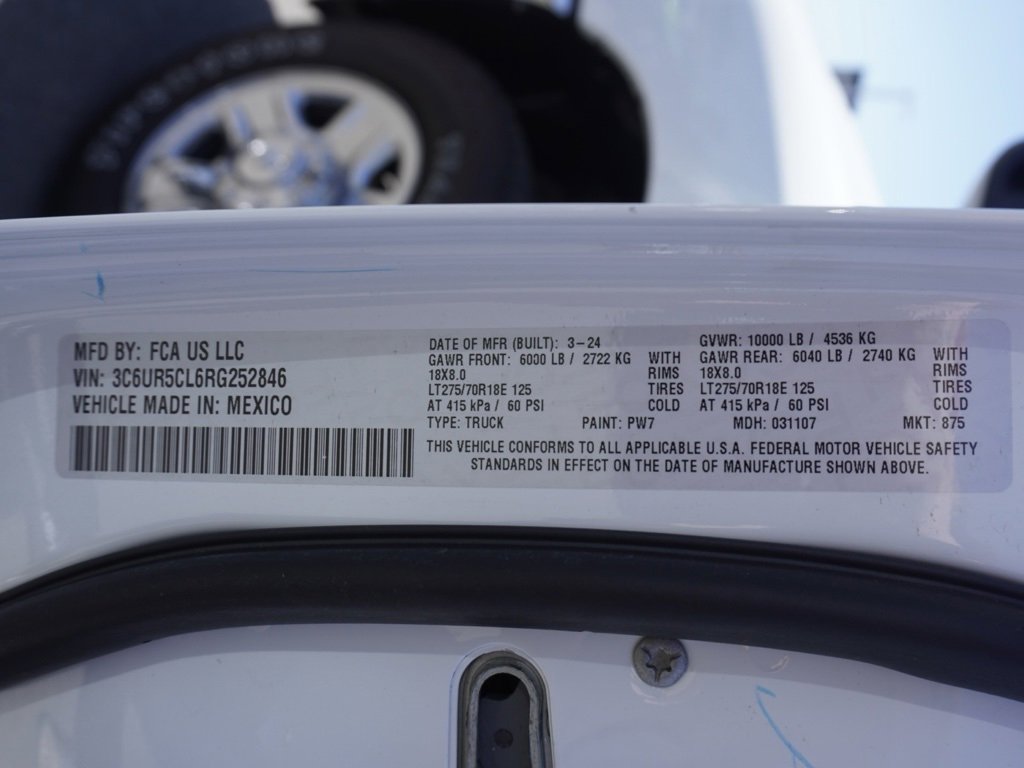 MFD BY: FCA US LLC
VIN: 3C6UR5CL6RG252846
VEHICLE MADE IN: MEXICO
DATE OF MFR (BUILT): 3-24 GVWR: 10000 LB / 4536 KG
GAWR FRONT: 6000 LB / 2722 KG WITH GAWR REAR: 6040 LB / 2740 KG WITH
18X8.0 RIMS 18X8.0 RIMS
LT275/70R18E 125 TIRES LT275/70R18E 125 TIRES
AT 415 kPa / 60 PSI COLD AT 415 kPa / 60 PSI COLD
TYPE: TRUCK PAINT: PW7 MDH: 031107 MKT: 875
THIS VEHICLE CONFORMS TO ALL APPLICABLE U.S.A. FEDERAL MOTOR VEHICLE SAFETY
STANDARDS IN EFFECT ON THE DATE OF MANUFACTURE SHOWN ABOVE.